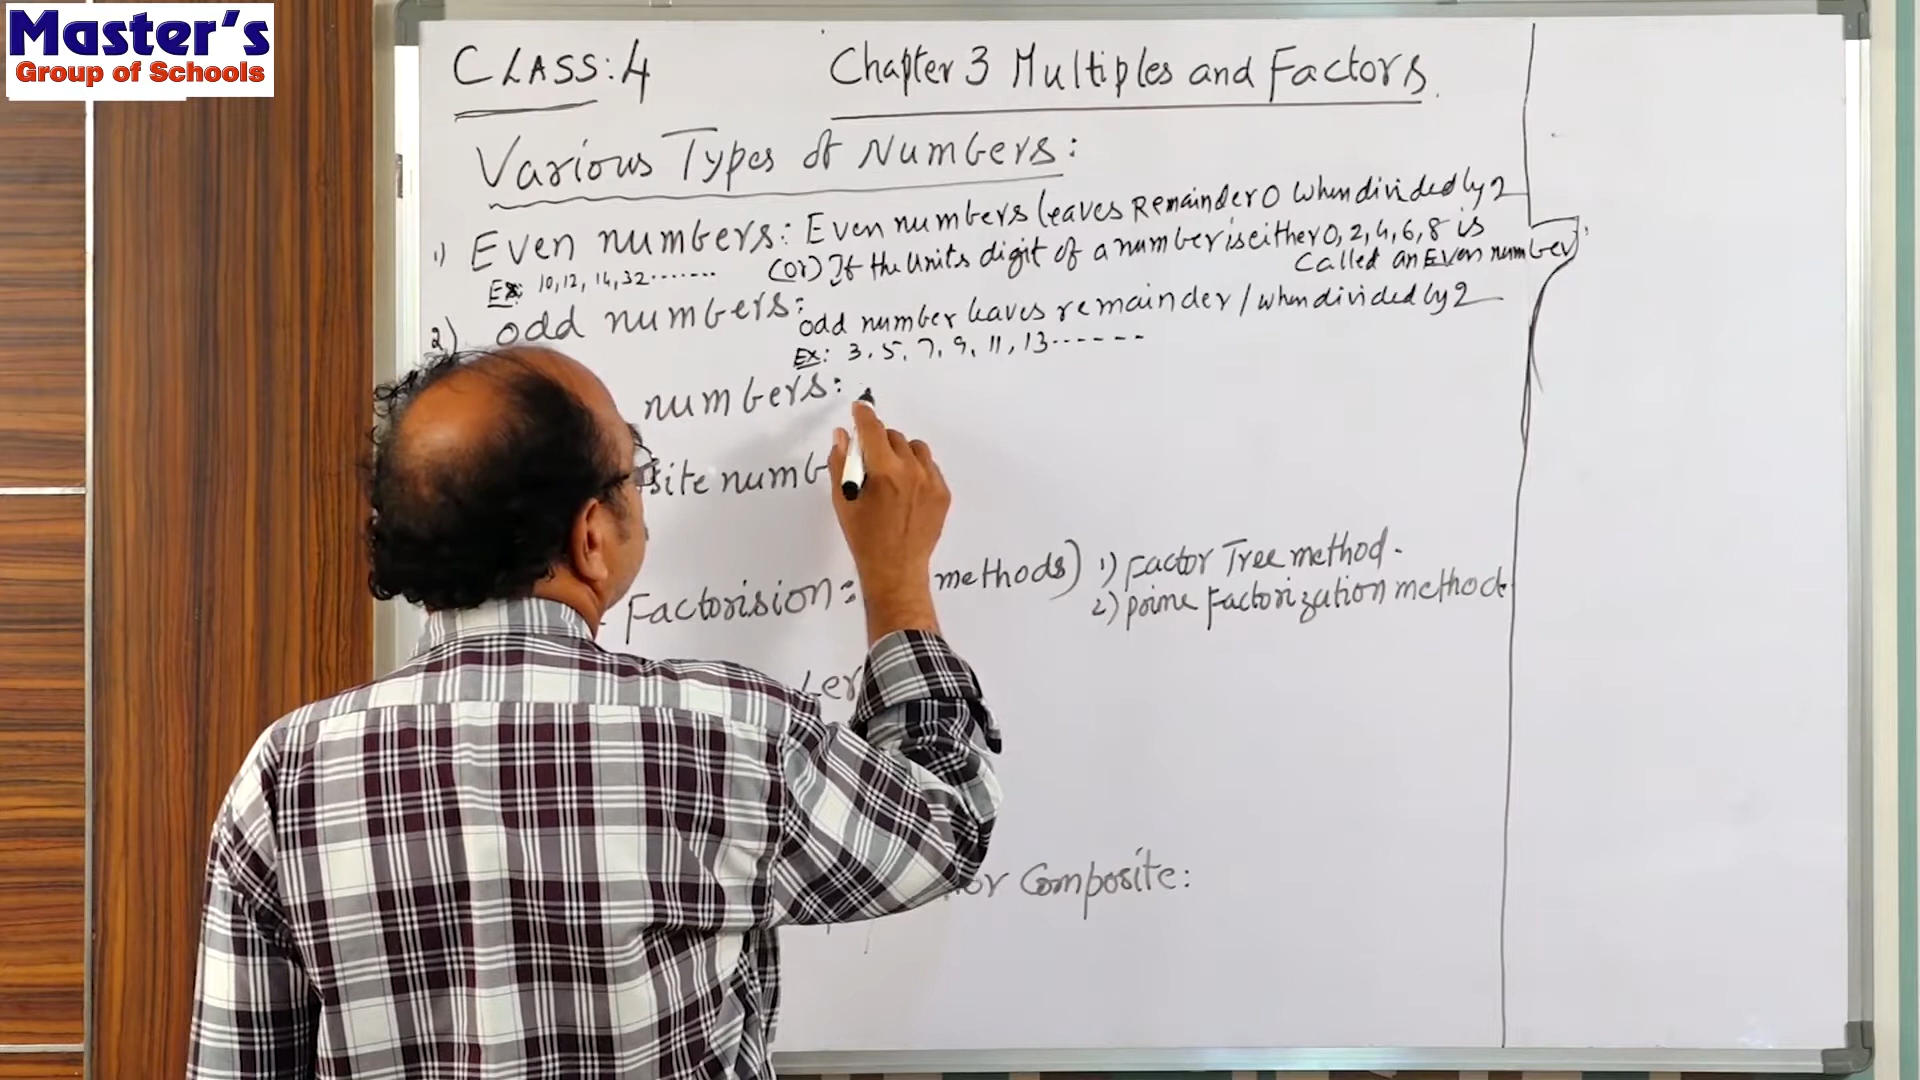 Master's
Group of Schools
CLASS: 4
Chapter 3 Multiples and Factors.
Various Types of Numbers:
1) Even numbers: Even numbers leaves Remainder 0 when divided by 2
(or) If the Units digit of a number is either 0, 2, 4, 6, 8 is
Called an Even number
Ex: 10, 12, 14, 32.......
2) odd numbers: odd number leaves remainder 1 when divided by 2
Ex: 3, 5, 7, 9, 11, 13------
numbers:
site numb
Factorision: methods) 1) Factor Tree method.
2) prime Factorization method.
or Composite: